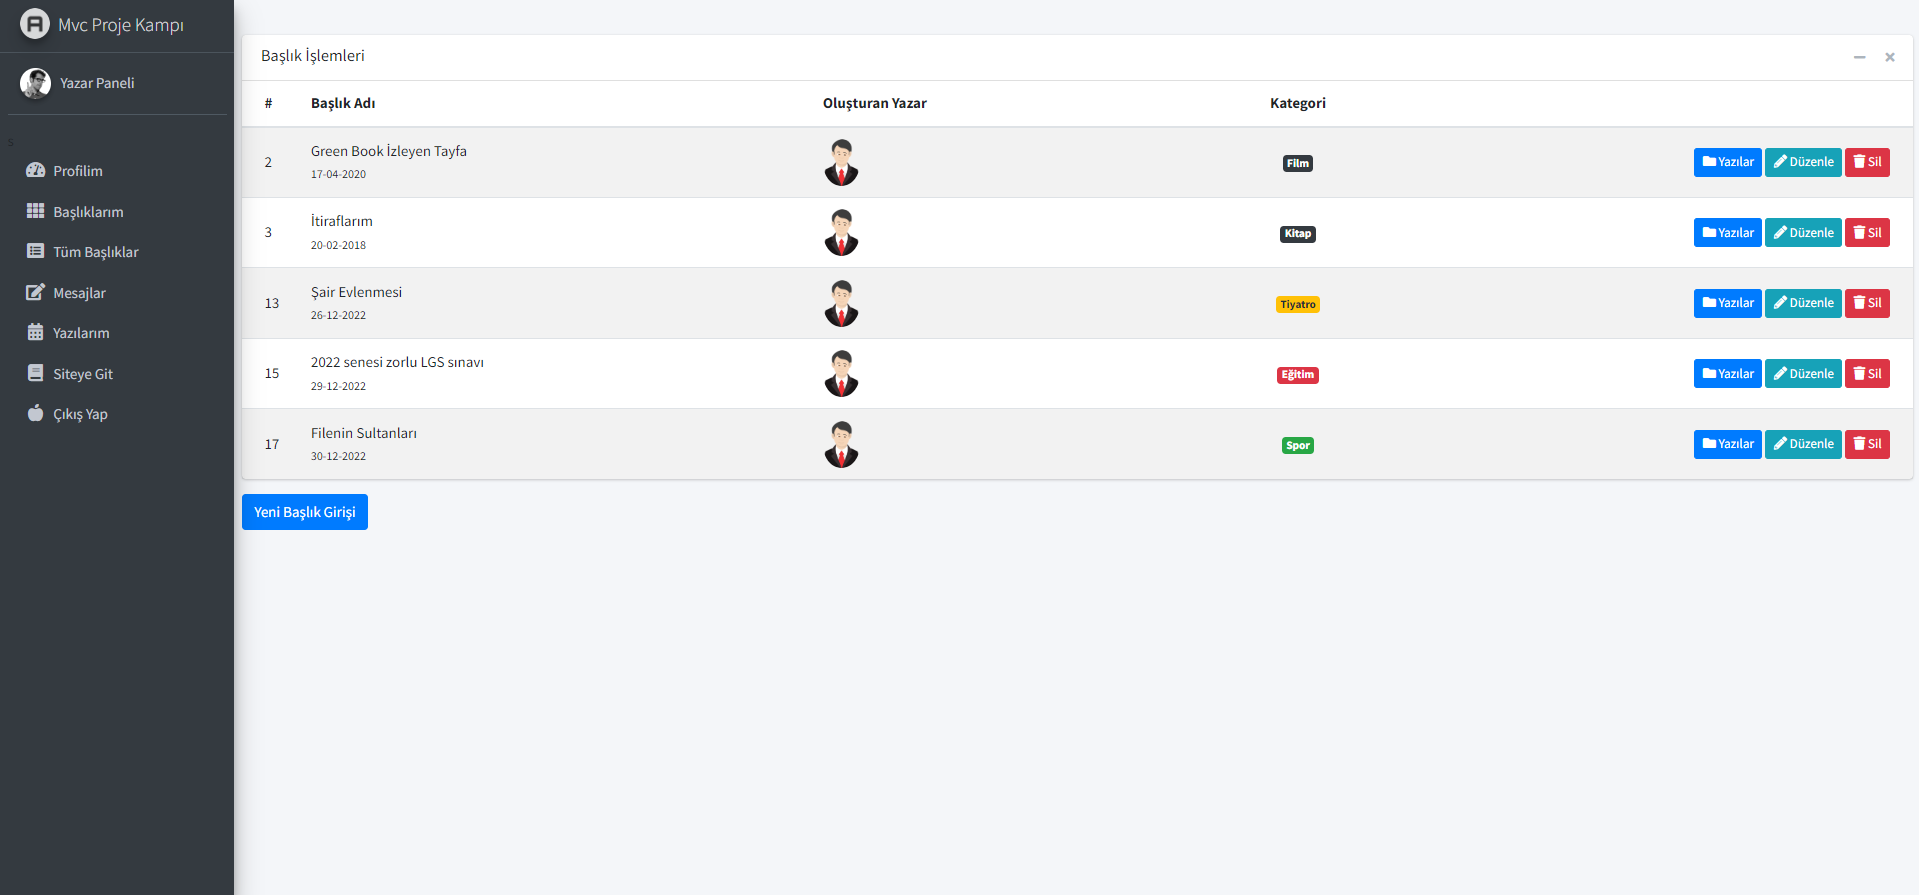 Mvc Proje Kampı
Yazar Paneli
s
Profilim
Başlıklarım
Tüm Başlıklar
Mesajlar
Yazılarım
Siteye Git
Çıkış Yap
Başlık İşlemleri
# Başlık Adı Oluşturan Yazar Kategori
2 Green Book İzleyen Tayfa Film Yazılar Düzenle Sil
17-04-2020
3 İtiraflarım Kitap Yazılar Düzenle Sil
20-02-2018
13 Şair Evlenmesi Tiyatro Yazılar Düzenle Sil
26-12-2022
15 2022 senesi zorlu LGS sınavı Eğitim Yazılar Düzenle Sil
29-12-2022
17 Filenin Sultanları Spor Yazılar Düzenle Sil
30-12-2022
Yeni Başlık Girişi